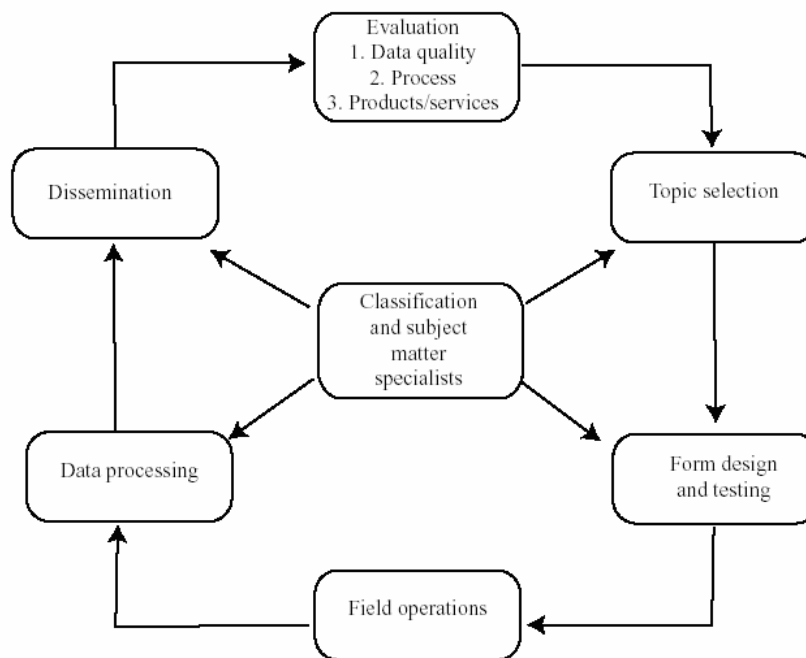 Evaluation
1. Data quality
2. Process
3. Products/services
Dissemination
Topic selection
Classification
and subject
matter
specialists
Data processing
Form design
and testing
Field operations